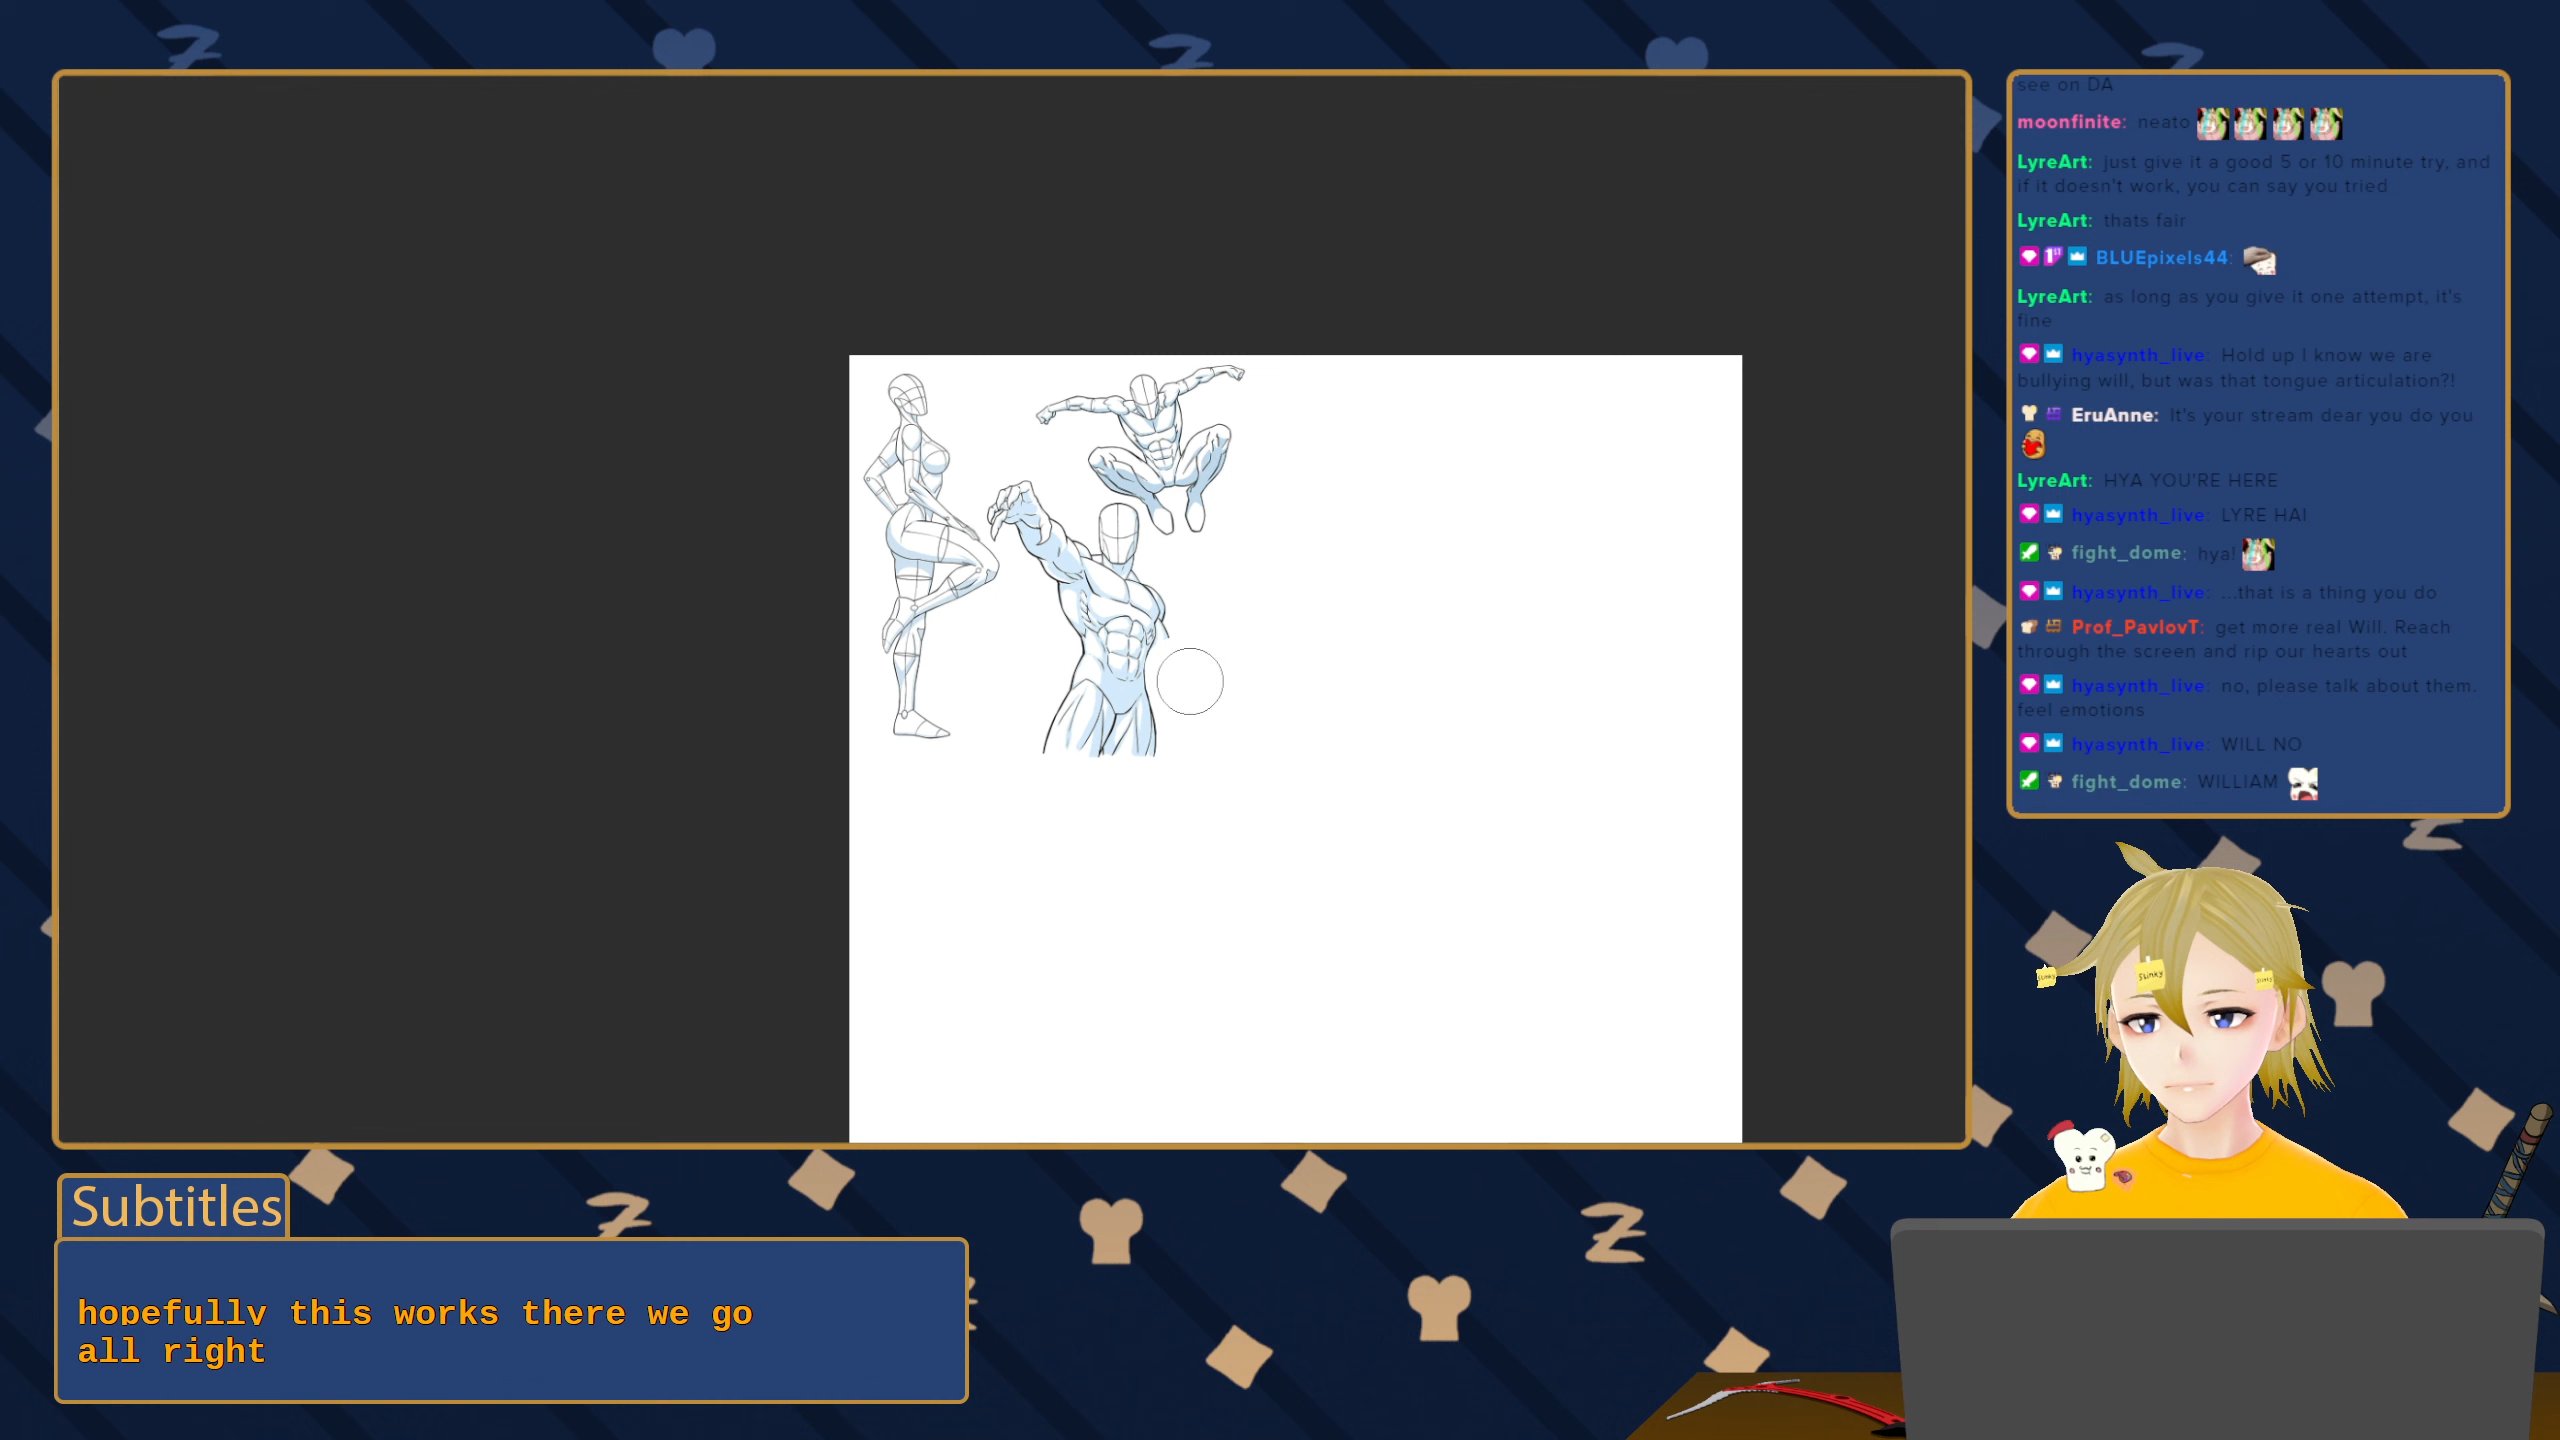 see on DA
moonfinite: neato
LyreArt: just give it a good 5 or 10 minute try, and
if it doesn't work, you can say you tried
LyreArt: thats fair
BLUEpixels44:
LyreArt: as long as you give it one attempt, it's
fine
hyasynth_live: Hold up I know we are
bullying will, but was that tongue articulation?!
EruAnne: It's your stream dear you do you
LyreArt: HYA YOU'RE HERE
hyasynth_live: LYRE HAI
fight_dome: hya!
hyasynth_live: ...that is a thing you do
Prof_PavlovT: get more real Will. Reach
through the screen and rip our hearts out
hyasynth_live: no, please talk about them.
feel emotions
hyasynth_live: WILL NO
fight_dome: WILLIAM
Slinky
Subtitles
hopefully this works there we go
all right